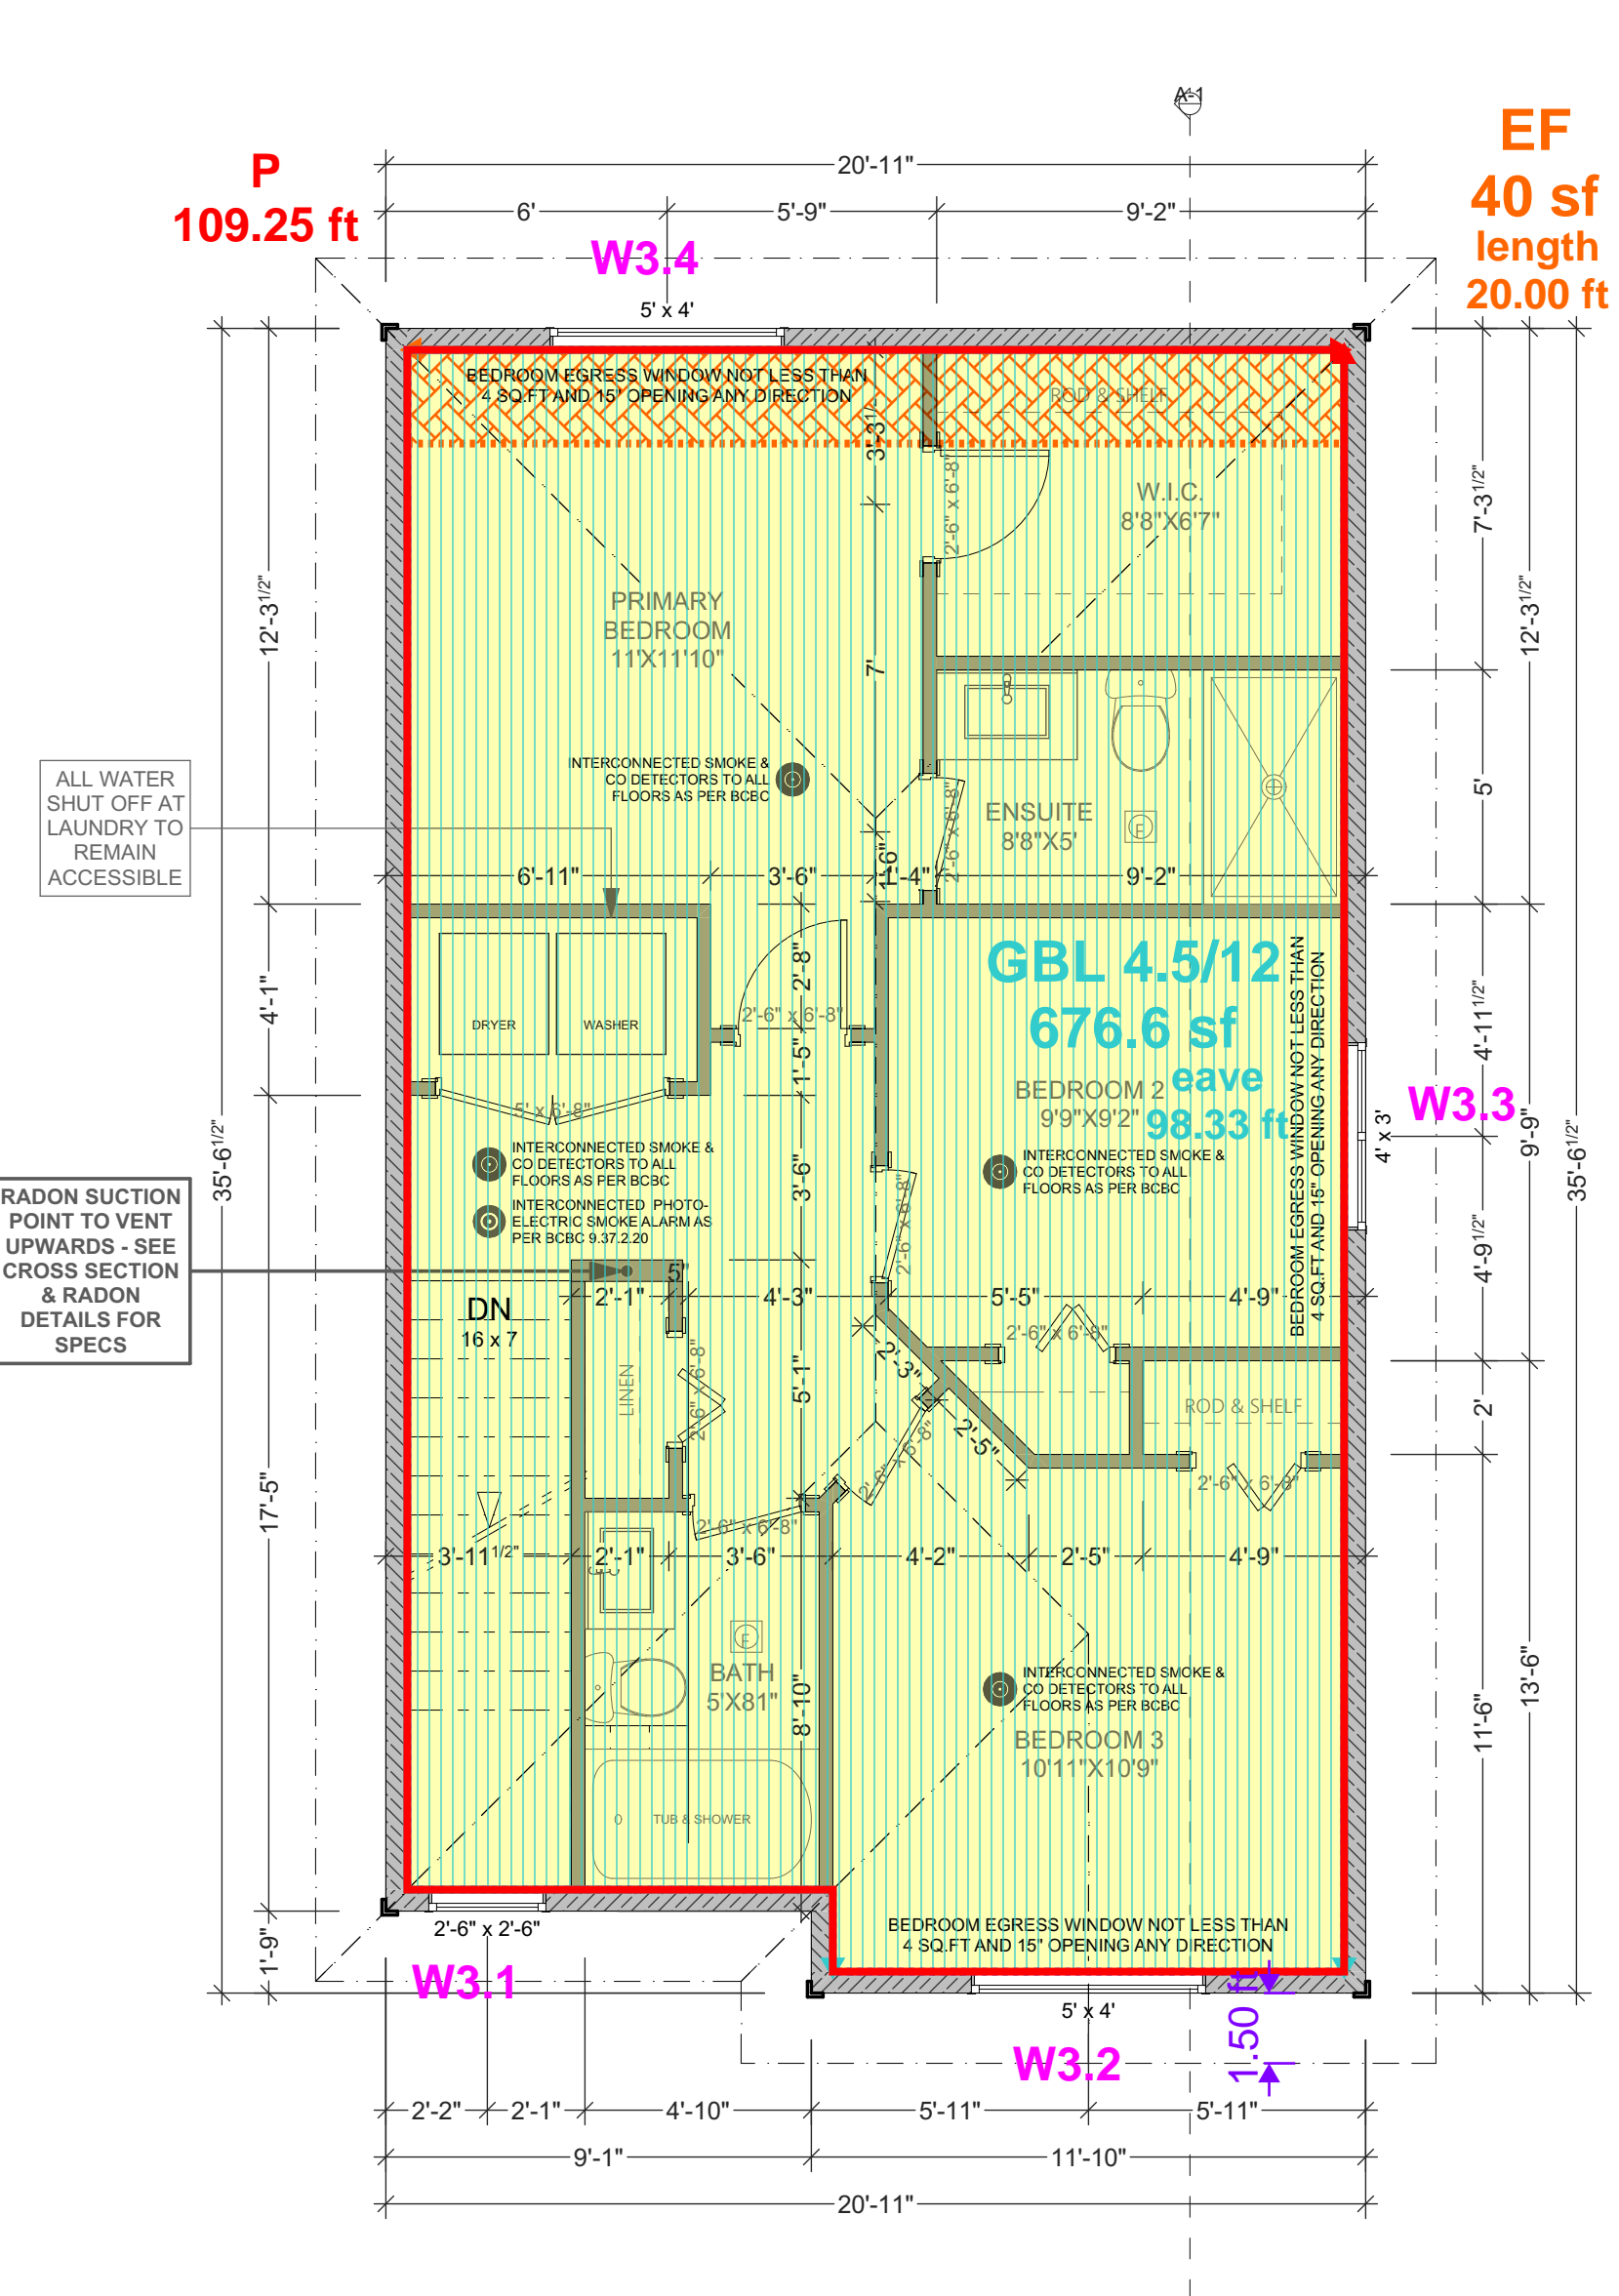 A-1
EF
40 sf
length
20.00 ft
P
109.25 ft
20'-11"
6'
5'-9"
9'-2"
W3.4
5' x 4'
BEDROOM EGRESS WINDOW NOT LESS THAN
4 SQ.FT AND 15" OPENING ANY DIRECTION
ROD & SHELF
3'-3 1/2"
2'-6" x 6'-8"
W.I.C.
8'8"X6'7"
7'-3 1/2"
12'-3 1/2"
12'-3 1/2"
PRIMARY
BEDROOM
11'X11'10"
7'
INTERCONNECTED SMOKE &
CO DETECTORS TO ALL
FLOORS AS PER BCBC
ENSUITE
8'8"X5'
F
2'-6" x 6'-8"
5'
ALL WATER
SHUT OFF AT
LAUNDRY TO
REMAIN
ACCESSIBLE
6'-11"
3'-6"
1'-6"
1'-4"
9'-2"
2'-8"
2'-6" x 6'-8"
DRYER
WASHER
4'-1"
1'-5"
5' x 6'-8"
GBL 4.5/12
676.6 sf
eave
98.33 ft
BEDROOM 2
9'9"X9'2"
BEDROOM EGRESS WINDOW NOT LESS THAN
4 SQ.FT AND 15" OPENING ANY DIRECTION
4'-11 1/2"
W3.3
4' x 3'
9'-9"
35'-6 1/2"
35'-6 1/2"
INTERCONNECTED SMOKE &
CO DETECTORS TO ALL
FLOORS AS PER BCBC
INTERCONNECTED PHOTO-
ELECTRIC SMOKE ALARM AS
PER BCBC 9.37.2.20
3'-6"
INTERCONNECTED SMOKE &
CO DETECTORS TO ALL
FLOORS AS PER BCBC
2'-6" x 6'-8"
4'-9 1/2"
RADON SUCTION
POINT TO VENT
UPWARDS - SEE
CROSS SECTION
& RADON
DETAILS FOR
SPECS
DN
16 x 7
2'-1"
5"
4'-3"
5'-5"
4'-9"
2'-6" x 6'-8"
LINEN
2'-6" x 6'-8"
5'-1"
2'-3"
2'-5"
2'-6" x 6'-8"
ROD & SHELF
2'-6" x 6'-8"
2'
17'-5"
2'-6" x 6'-8"
3'-11 1/2"
2'-1"
3'-6"
4'-2"
2'-5"
4'-9"
F
BATH
5'X81"
8'-10"
INTERCONNECTED SMOKE &
CO DETECTORS TO ALL
FLOORS AS PER BCBC
BEDROOM 3
10'11"X10'9"
11'-6"
13'-6"
TUB & SHOWER
BEDROOM EGRESS WINDOW NOT LESS THAN
4 SQ.FT AND 15" OPENING ANY DIRECTION
2'-6" x 2'-6"
1'-9"
W3.1
5' x 4'
W3.2
1.50 ft
2'-2"
2'-1"
4'-10"
5'-11"
5'-11"
9'-1"
11'-10"
20'-11"